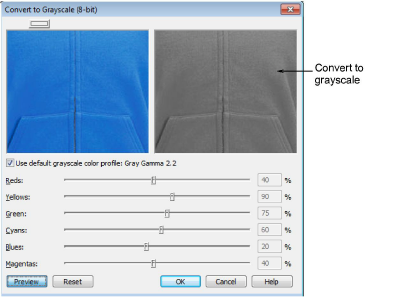 Convert to Grayscale (8-bit)
Convert to
grayscale
Use default grayscale color profile: Gray Gamma 2.2
Reds: 40 %
Yellows: 90 %
Green: 75 %
Cyans: 60 %
Blues: 20 %
Magentas: 40 %
Preview Reset OK Cancel Help